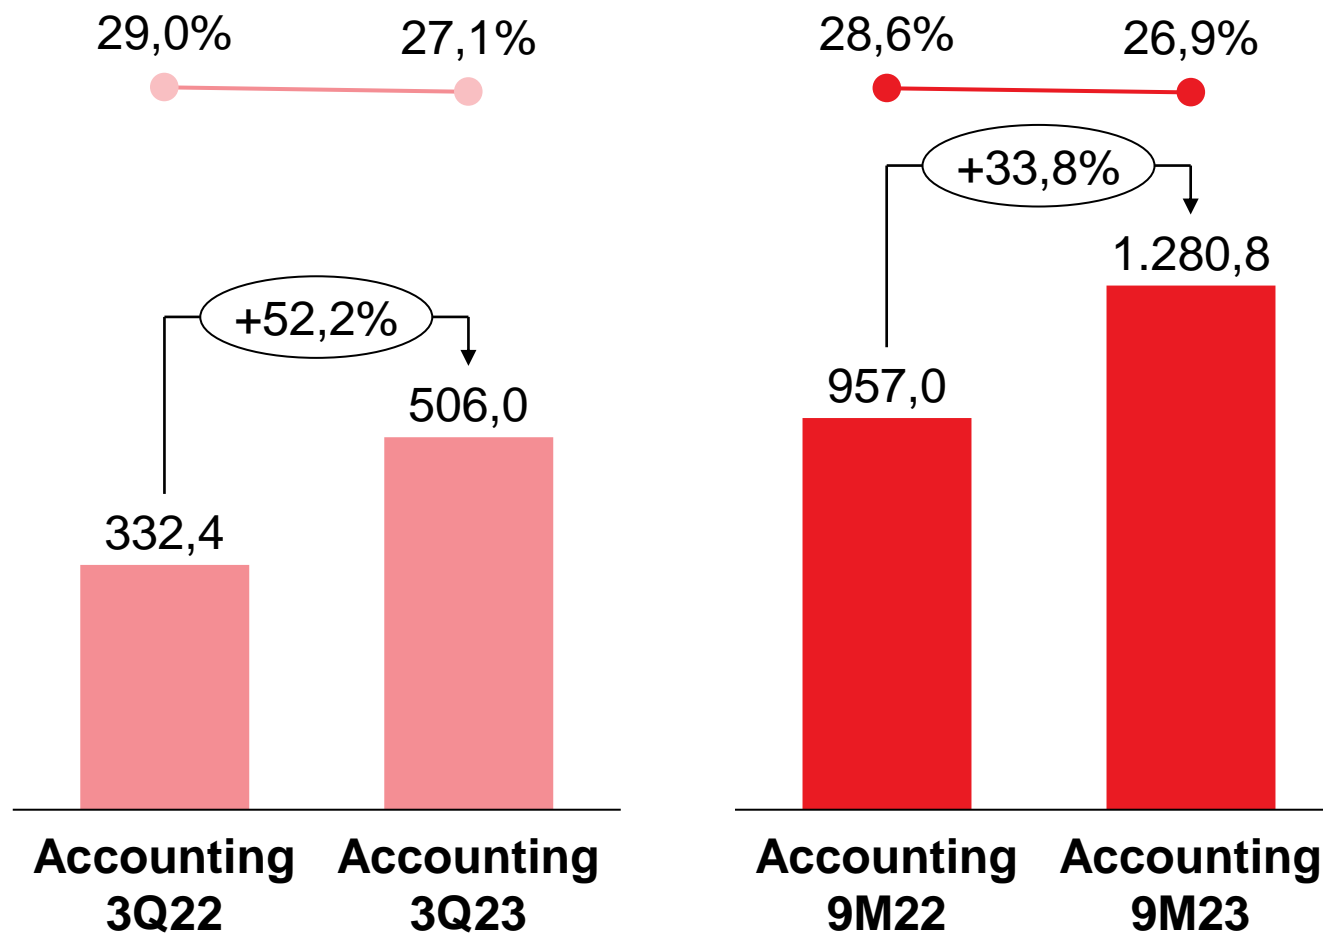 29,0%
27,1%
+52,2%
332,4
506,0
Accounting
3Q22
Accounting
3Q23
28,6%
26,9%
+33,8%
957,0
1.280,8
Accounting
9M22
Accounting
9M23